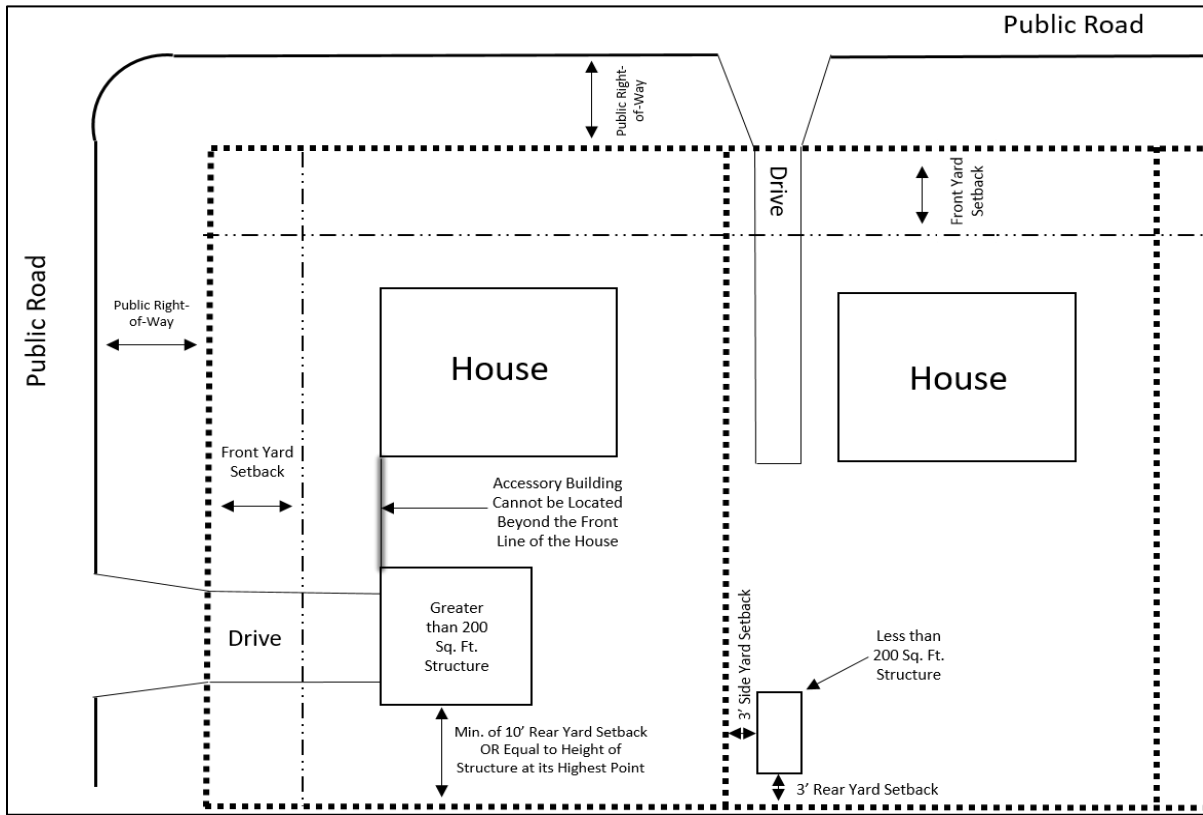 Public Road
Public Right-
of-Way
Drive
Front Yard
Setback
Public Road
Public Right-
of-Way
House
House
Front Yard
Setback
Accessory Building
Cannot be Located
Beyond the Front
Line of the House
Drive
Greater
than 200
Sq. Ft.
Structure
3' Side Yard Setback
Less than
200 Sq. Ft.
Structure
Min. of 10' Rear Yard Setback
OR Equal to Height of
Structure at its Highest Point
3' Rear Yard Setback